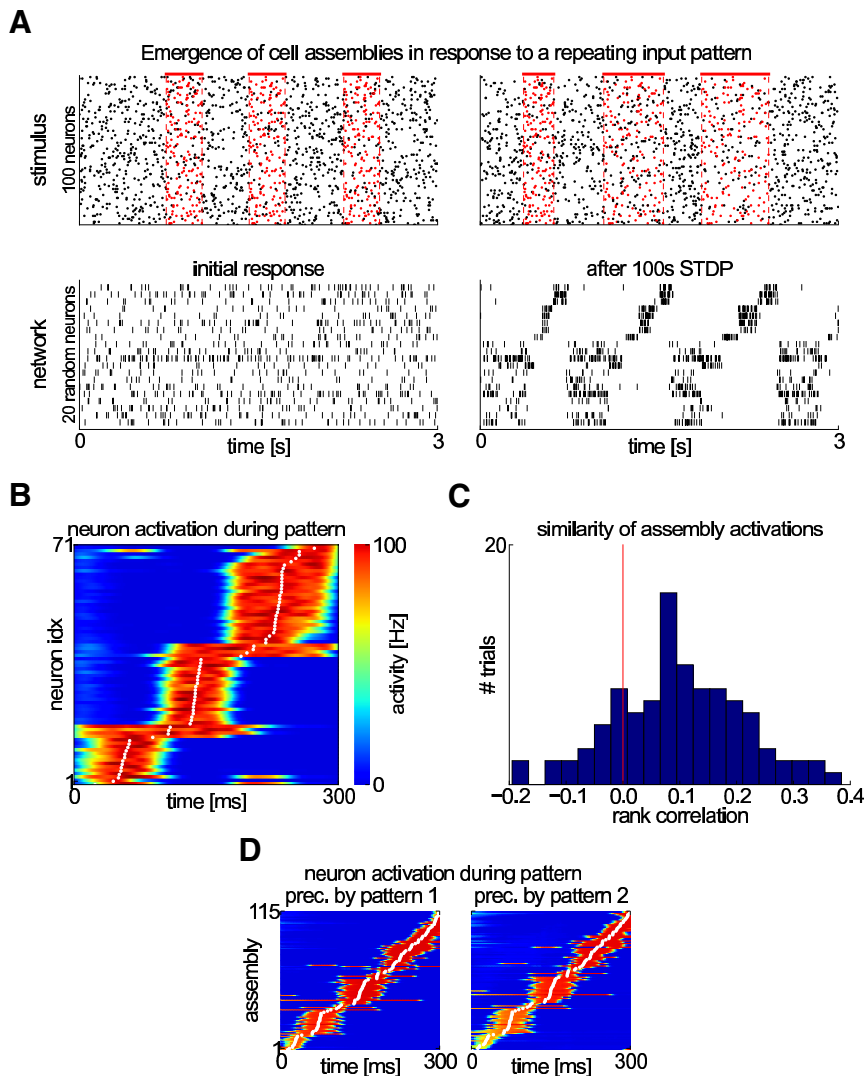 A
Emergence of cell assemblies in response to a repeating input pattern
stimulus
100 neurons
initial response
after 100s STDP
network
20 random neurons
0
3
time [s]
0
3
time [s]
B
neuron activation during pattern
71
1
neuron idx
0
300
time [ms]
100
0
activity [Hz]
C
similarity of assembly activations
20
# trials
−0.2
−0.1
0.0
0.1
0.2
0.3
0.4
rank correlation
D
neuron activation during pattern
prec. by pattern 1
prec. by pattern 2
115
1
assembly
0
300
time [ms]
0
300
time [ms]